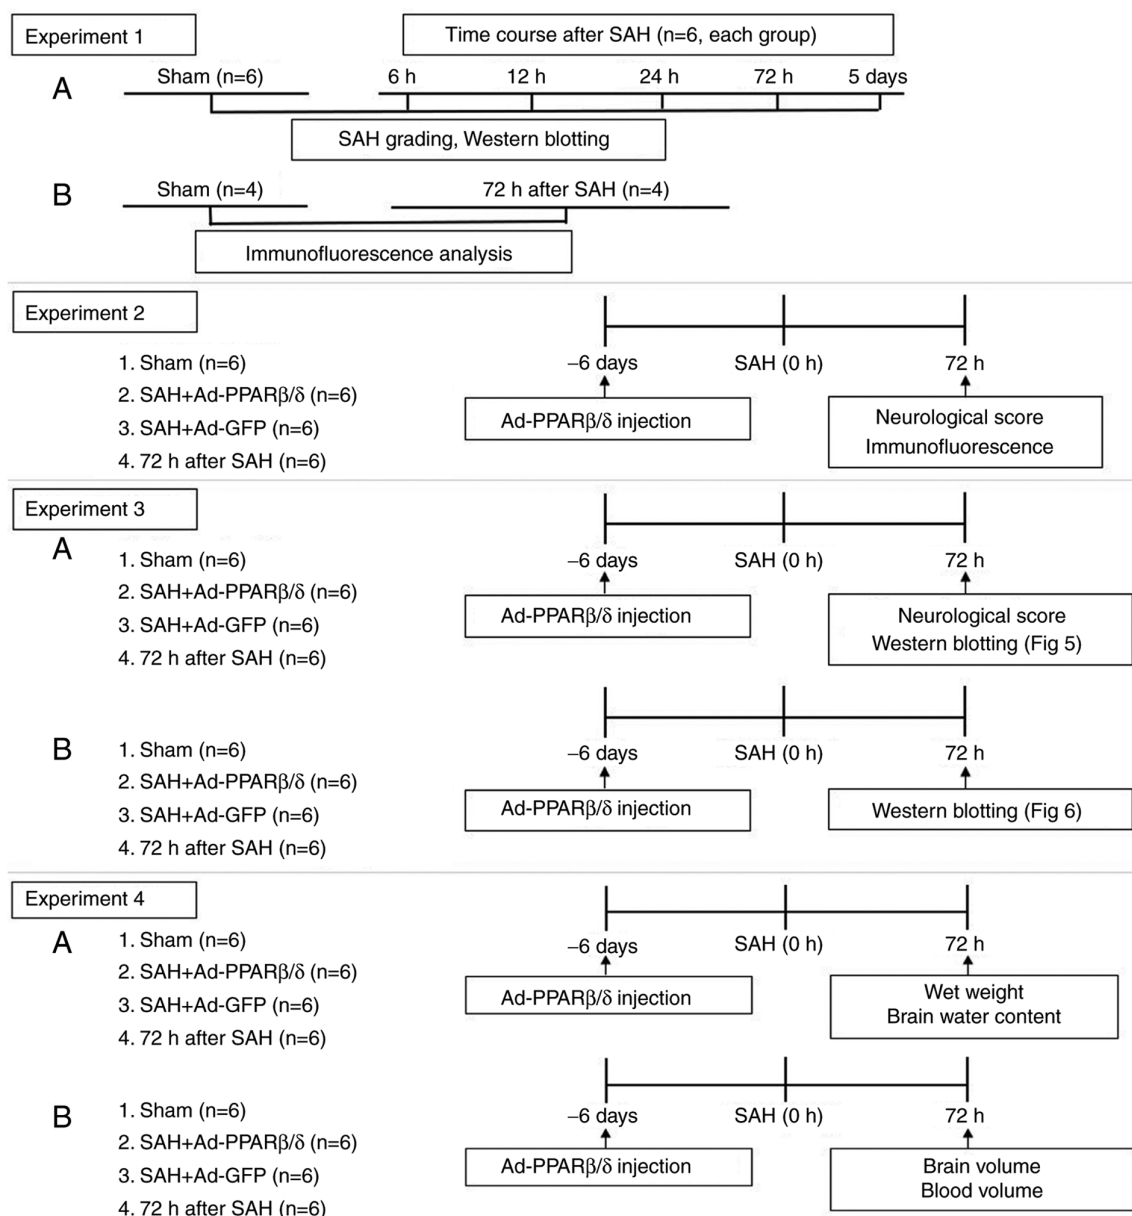 Experiment 1
Time course after SAH (n=6, each group)
A
Sham (n=6)
6 h
12 h
24 h
72 h
5 days
SAH grading, Western blotting
B
Sham (n=4)
72 h after SAH (n=4)
Immunofluorescence analysis
Experiment 2
1. Sham (n=6)
2. SAH+Ad-PPARβ/δ (n=6)
3. SAH+Ad-GFP (n=6)
4. 72 h after SAH (n=6)
–6 days
SAH (0 h)
72 h
Ad-PPARβ/δ injection
Neurological score
Immunofluorescence
Experiment 3
A
1. Sham (n=6)
2. SAH+Ad-PPARβ/δ (n=6)
3. SAH+Ad-GFP (n=6)
4. 72 h after SAH (n=6)
–6 days
SAH (0 h)
72 h
Ad-PPARβ/δ injection
Neurological score
Western blotting (Fig 5)
B
1. Sham (n=6)
2. SAH+Ad-PPARβ/δ (n=6)
3. SAH+Ad-GFP (n=6)
4. 72 h after SAH (n=6)
–6 days
SAH (0 h)
72 h
Ad-PPARβ/δ injection
Western blotting (Fig 6)
Experiment 4
A
1. Sham (n=6)
2. SAH+Ad-PPARβ/δ (n=6)
3. SAH+Ad-GFP (n=6)
4. 72 h after SAH (n=6)
–6 days
SAH (0 h)
72 h
Ad-PPARβ/δ injection
Wet weight
Brain water content
B
1. Sham (n=6)
2. SAH+Ad-PPARβ/δ (n=6)
3. SAH+Ad-GFP (n=6)
4. 72 h after SAH (n=6)
–6 days
SAH (0 h)
72 h
Ad-PPARβ/δ injection
Brain volume
Blood volume